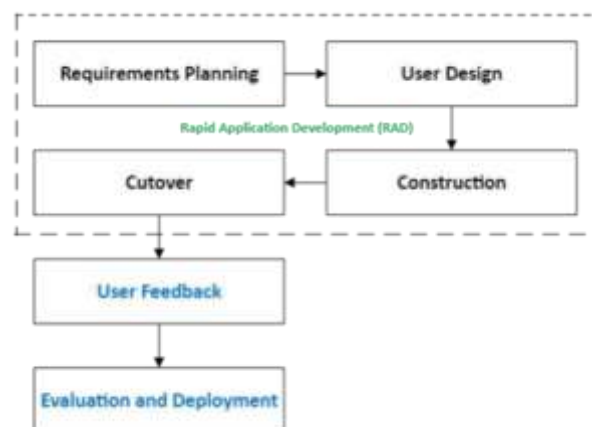 Requirements Planning
User Design
Rapid Application Development (RAD)
Cutover
Construction
User Feedback
Evaluation and Deployment